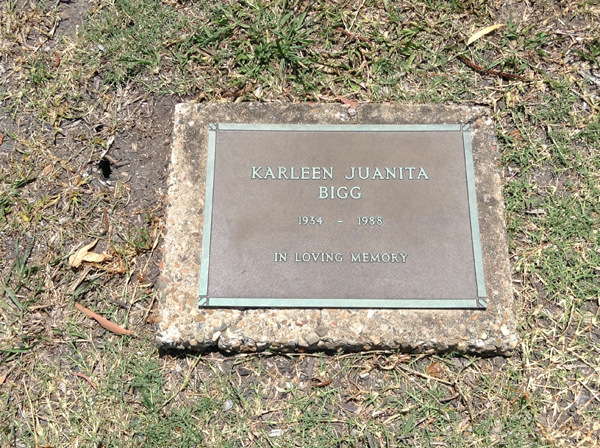 KARLEEN JUANITA
BIGG
1934 - 1988
IN LOVING MEMORY